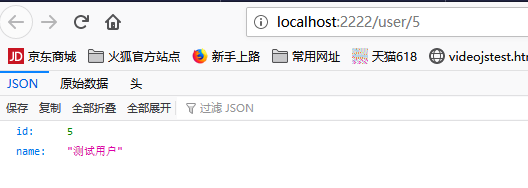 localhost:2222/user/5
JD 京东商城 火狐官方站点 新手上路 常用网址 天猫618 videojstest.ht
JSON 原始数据 头
保存 复制 全部折叠 全部展开 过滤 JSON
id: 5
name: "测试用户"